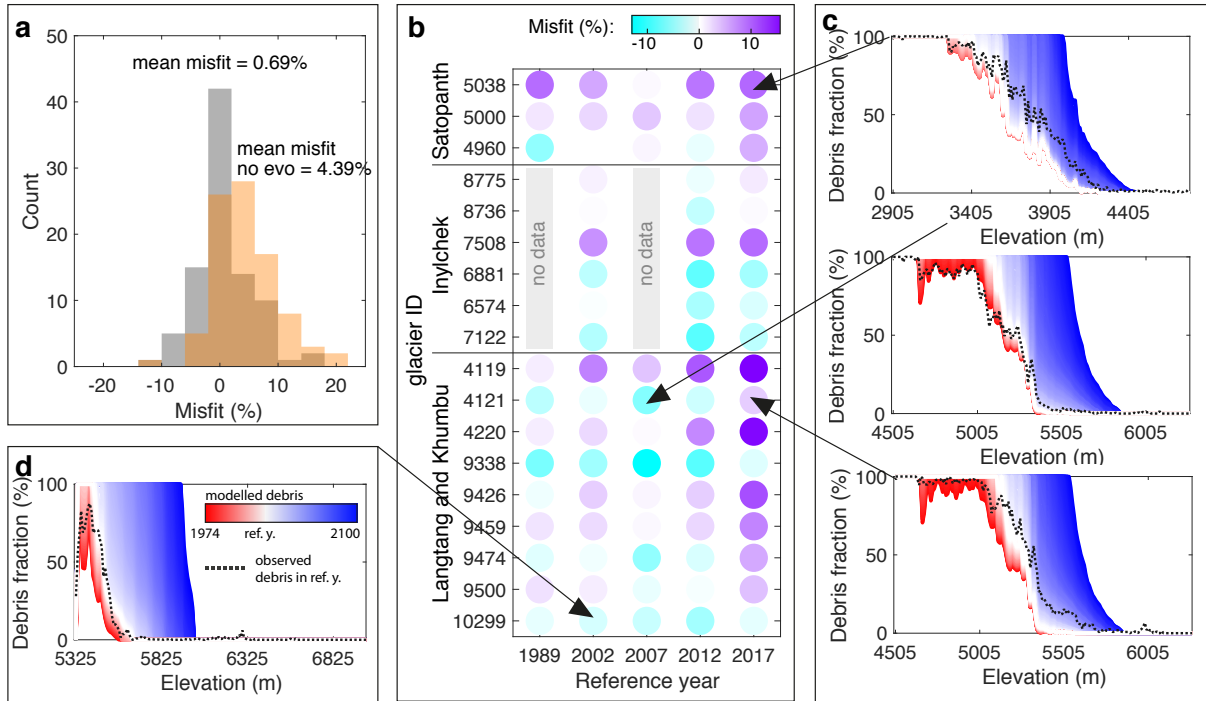 a
50
40
30
20
10
0
Count
mean misfit = 0.69%
mean misfit
no evo = 4.39%
-20
-10
0
10
20
Misfit (%)
b
Misfit (%):
-10
0
10
glacier ID
Satopanth
5038
5000
4960
Inylchek
8775
8736
7508
6881
6574
7122
no data
no data
Langtang and Khumbu
4119
4121
4220
9338
9426
9459
9474
9500
10299
1989
2002
2007
2012
2017
Reference year
c
Debris fraction (%)
100
50
0
2905
3405
3905
4405
Elevation (m)
Debris fraction (%)
100
50
0
4505
5005
5505
6005
Elevation (m)
Debris fraction (%)
100
50
0
4505
5005
5505
6005
Elevation (m)
d
Debris fraction (%)
100
50
0
modelled debris
1974
ref. y.
2100
observed
debris in ref. y.
5325
5825
6325
6825
Elevation (m)